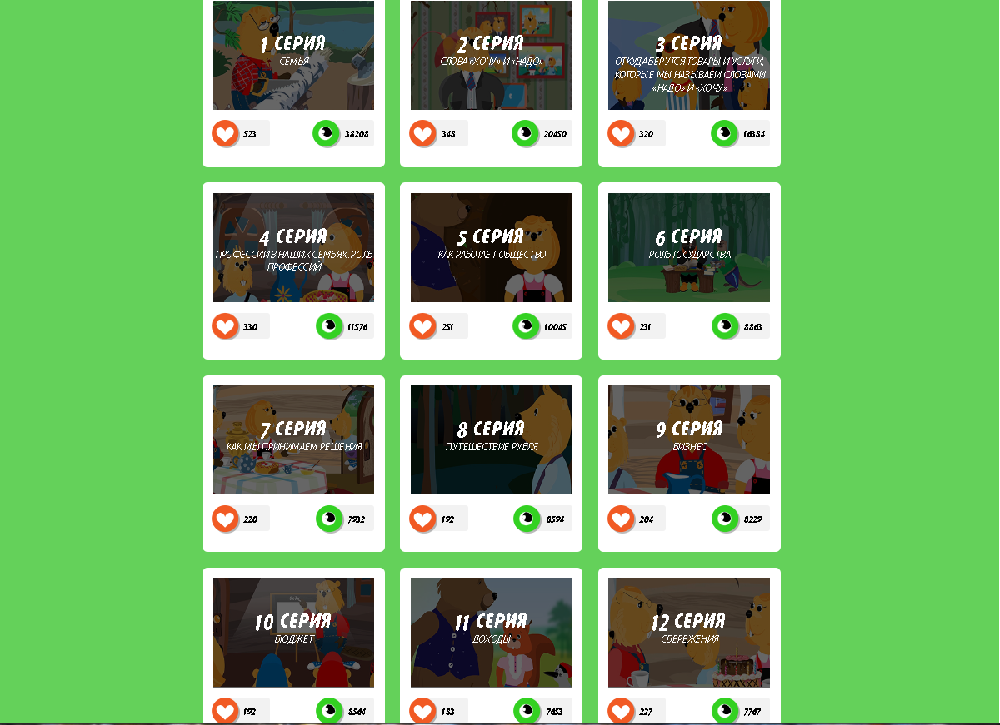 1 СЕРИЯ
СЕМЬЯ
523
38208
2 СЕРИЯ
СЛОВА «ХОЧУ» И «НАДО»
348
20450
3 СЕРИЯ
ОТКУДА БЕРУТСЯ ТОВАРЫ И УСЛУГИ,
КОТОРЫЕ МЫ НАЗЫВАЕМ СЛОВАМИ
«НАДО» И «ХОЧУ»
320
16384
4 СЕРИЯ
ПРОФЕССИИ В НАШИХ СЕМЬЯХ. РОЛЬ
ПРОФЕССИЙ
330
11576
5 СЕРИЯ
КАК РАБОТАЕТ ОБЩЕСТВО
251
10045
6 СЕРИЯ
РОЛЬ ГОСУДАРСТВА
231
8863
7 СЕРИЯ
КАК МЫ ПРИНИМАЕМ РЕШЕНИЯ
220
7932
8 СЕРИЯ
ПУТЕШЕСТВИЕ РУБЛЯ
192
8594
9 СЕРИЯ
БИЗНЕС
204
8229
10 СЕРИЯ
БЮДЖЕТ
192
8564
11 СЕРИЯ
ДОХОДЫ
183
7653
12 СЕРИЯ
СБЕРЕЖЕНИЯ
227
7767